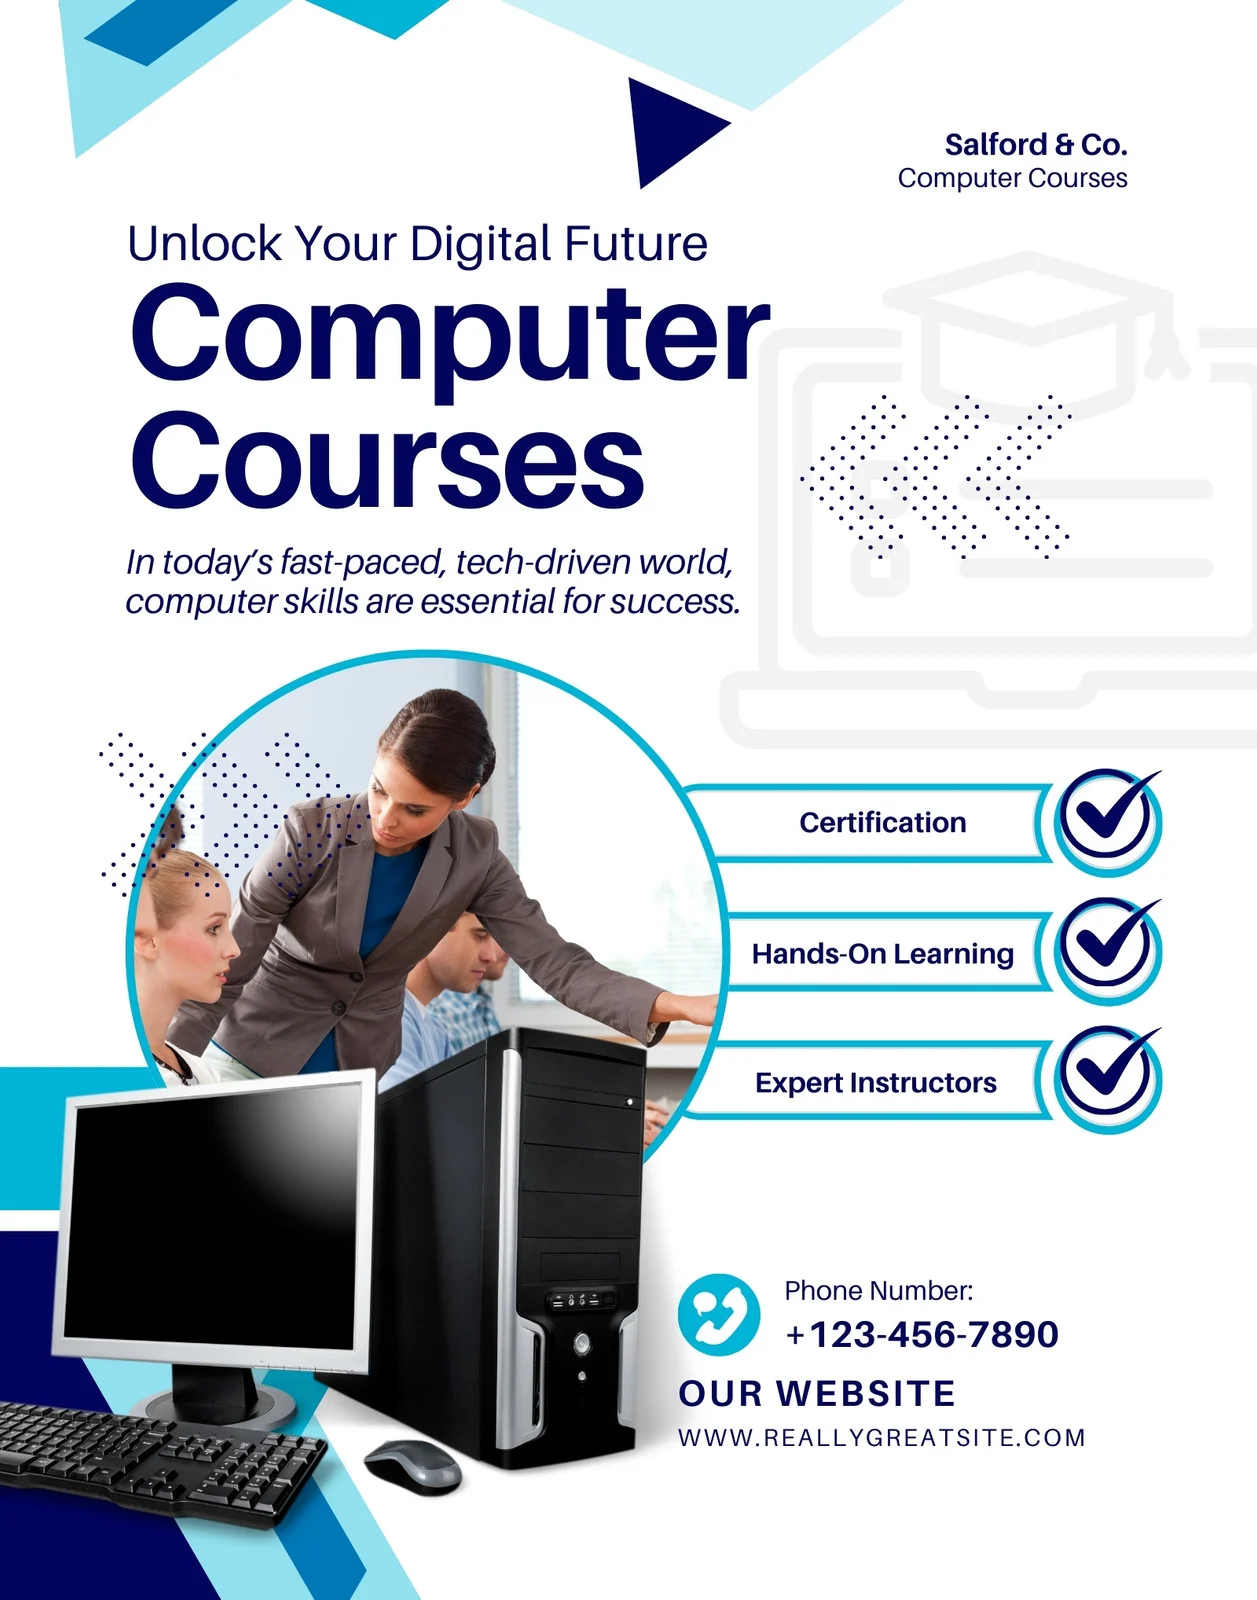 Salford & Co.
Computer Courses
Unlock Your Digital Future
Computer
Courses
In today’s fast-paced, tech-driven world,
computer skills are essential for success.
Certification
Hands-On Learning
Expert Instructors
Phone Number:
+123-456-7890
OUR WEBSITE
WWW.REALLYGREATSITE.COM